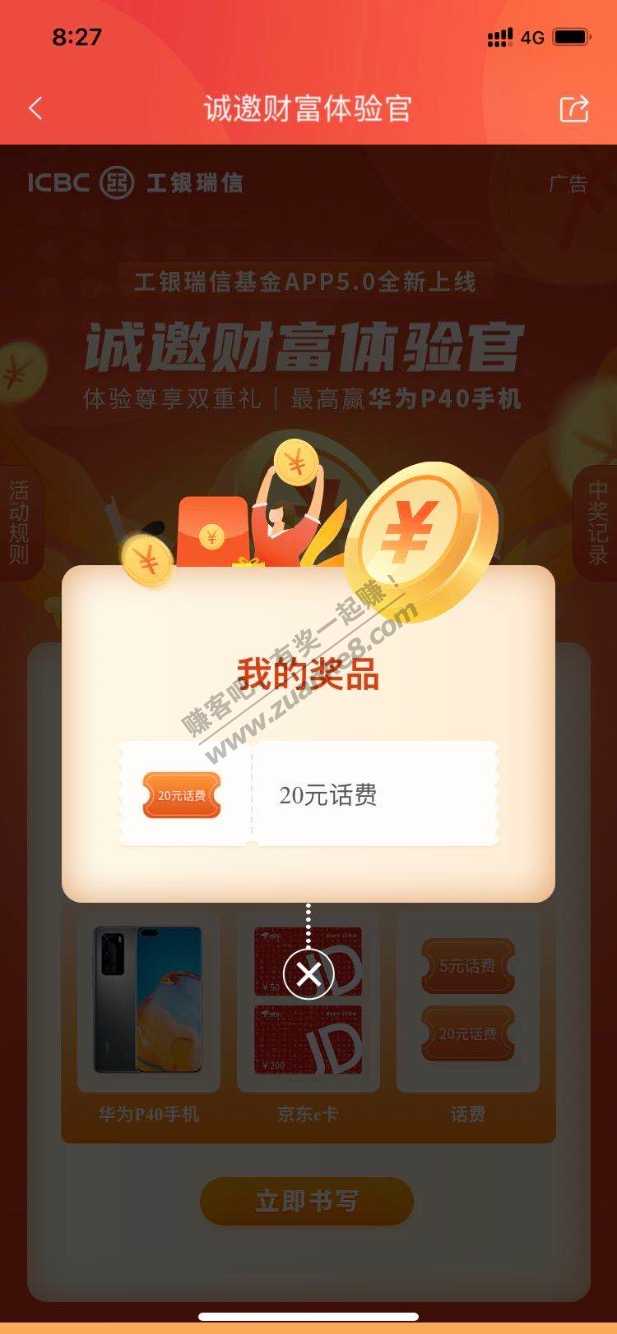 8:27
4G
诚邀财富体验官
ICBC 工银瑞信
广告
工银瑞信基金APP5.0全新上线
诚邀财富体验官
体验尊享双重礼｜最高赢华为P40手机
活动规则
中奖记录
赚客吧，有奖一起赚！
www.zuanke8.com
我的奖品
20元话费
20元话费
JD
¥50
5元话费
JD
¥200
20元话费
华为P40手机
京东e卡
话费
立即书写